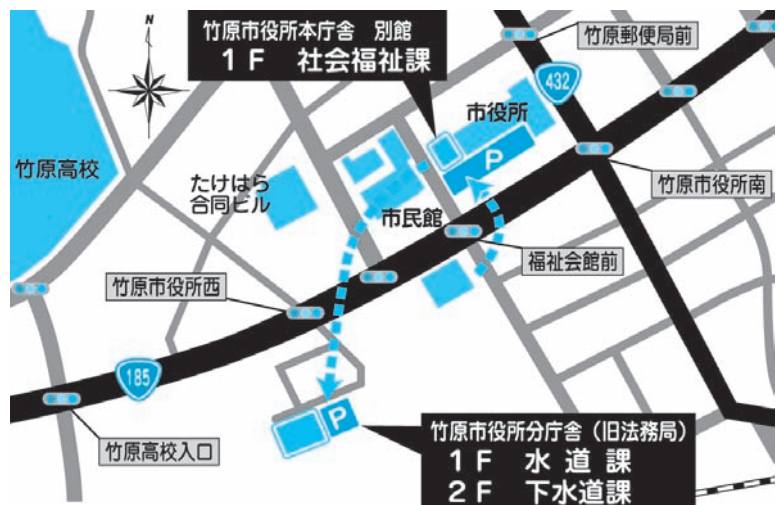 竹原市役所本庁舎 別館
1F 社会福祉課
N
竹原郵便局前
432
市役所
P
竹原高校
たけはら
合同ビル
市民館
竹原市役所南
福祉会館前
竹原市役所西
185
P
竹原高校入口
竹原市役所分庁舎(旧法務局)
1F 水道課
2F 下水道課